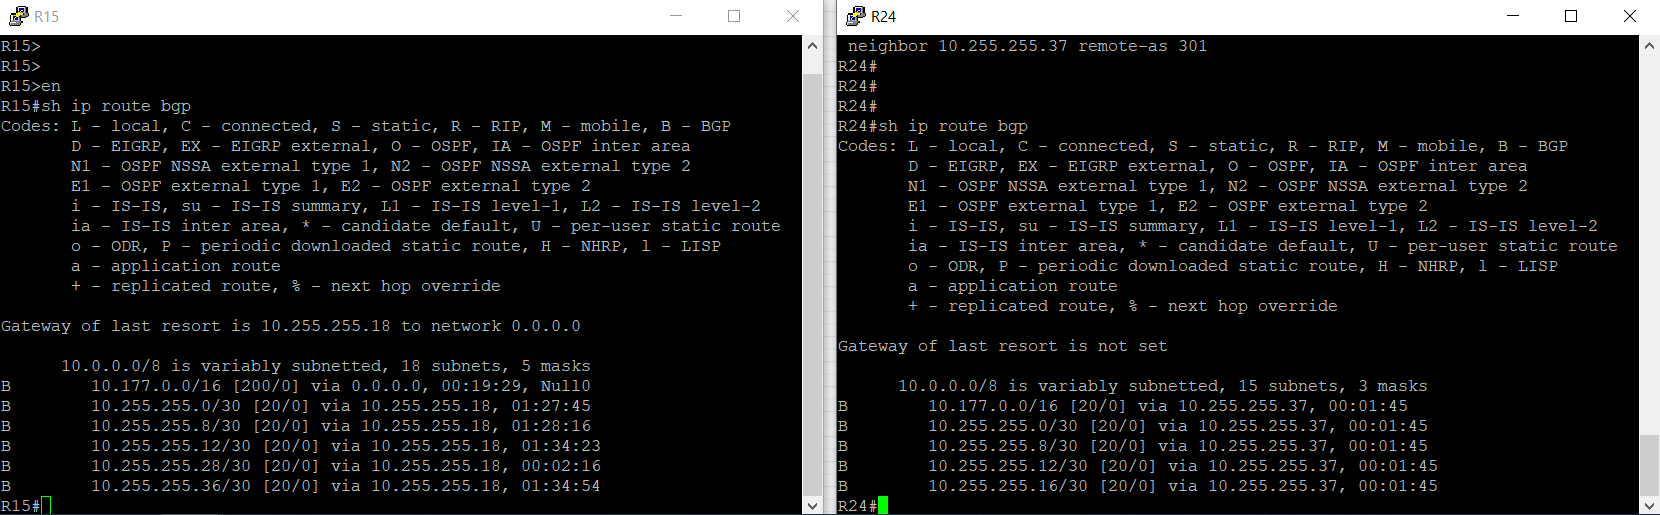 R15
R15>
R15>
R15>en
R15#sh ip route bgp
Codes: L - local, C - connected, S - static, R - RIP, M - mobile, B - BGP
       D - EIGRP, EX - EIGRP external, O - OSPF, IA - OSPF inter area
       N1 - OSPF NSSA external type 1, N2 - OSPF NSSA external type 2
       E1 - OSPF external type 1, E2 - OSPF external type 2
       i - IS-IS, su - IS-IS summary, L1 - IS-IS level-1, L2 - IS-IS level-2
       ia - IS-IS inter area, * - candidate default, U - per-user static route
       o - ODR, P - periodic downloaded static route, H - NHRP, l - LISP
       a - application route
       + - replicated route, % - next hop override
Gateway of last resort is 10.255.255.18 to network 0.0.0.0
      10.0.0.0/8 is variably subnetted, 18 subnets, 5 masks
B        10.177.0.0/16 [200/0] via 0.0.0.0, 00:19:29, Null0
B        10.255.255.0/30 [20/0] via 10.255.255.18, 01:27:45
B        10.255.255.8/30 [20/0] via 10.255.255.18, 01:28:16
B        10.255.255.12/30 [20/0] via 10.255.255.18, 01:34:23
B        10.255.255.28/30 [20/0] via 10.255.255.18, 00:02:16
B        10.255.255.36/30 [20/0] via 10.255.255.18, 01:34:54
R15#
R24
 neighbor 10.255.255.37 remote-as 301
R24#
R24#
R24#
R24#sh ip route bgp
Codes: L - local, C - connected, S - static, R - RIP, M - mobile, B - BGP
       D - EIGRP, EX - EIGRP external, O - OSPF, IA - OSPF inter area
       N1 - OSPF NSSA external type 1, N2 - OSPF NSSA external type 2
       E1 - OSPF external type 1, E2 - OSPF external type 2
       i - IS-IS, su - IS-IS summary, L1 - IS-IS level-1, L2 - IS-IS level-2
       ia - IS-IS inter area, * - candidate default, U - per-user static route
       o - ODR, P - periodic downloaded static route, H - NHRP, l - LISP
       a - application route
       + - replicated route, % - next hop override
Gateway of last resort is not set
      10.0.0.0/8 is variably subnetted, 15 subnets, 3 masks
B        10.177.0.0/16 [20/0] via 10.255.255.37, 00:01:45
B        10.255.255.0/30 [20/0] via 10.255.255.37, 00:01:45
B        10.255.255.8/30 [20/0] via 10.255.255.37, 00:01:45
B        10.255.255.12/30 [20/0] via 10.255.255.37, 00:01:45
B        10.255.255.16/30 [20/0] via 10.255.255.37, 00:01:45
R24#